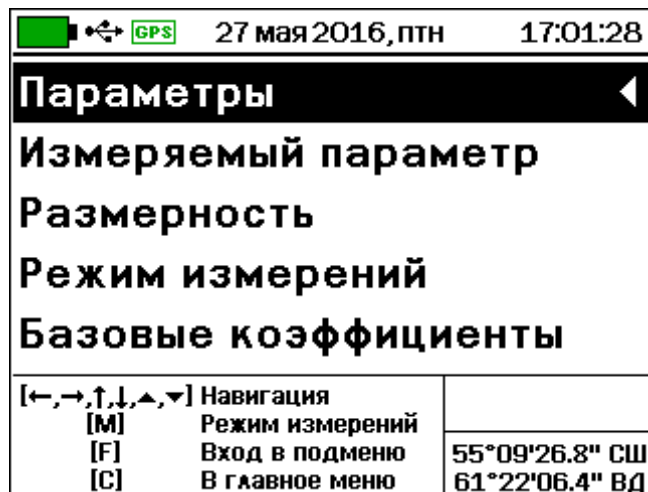 GPS 27 мая 2016, птн 17:01:28
Параметры
Измеряемый параметр
Размерность
Режим измерений
Базовые коэффициенты
[←,→,↑,↓,▲,▼] Навигация
[M] Режим измерений
[F] Вход в подменю
[C] В главное меню
55°09'26.8" СШ
61°22'06.4" ВД